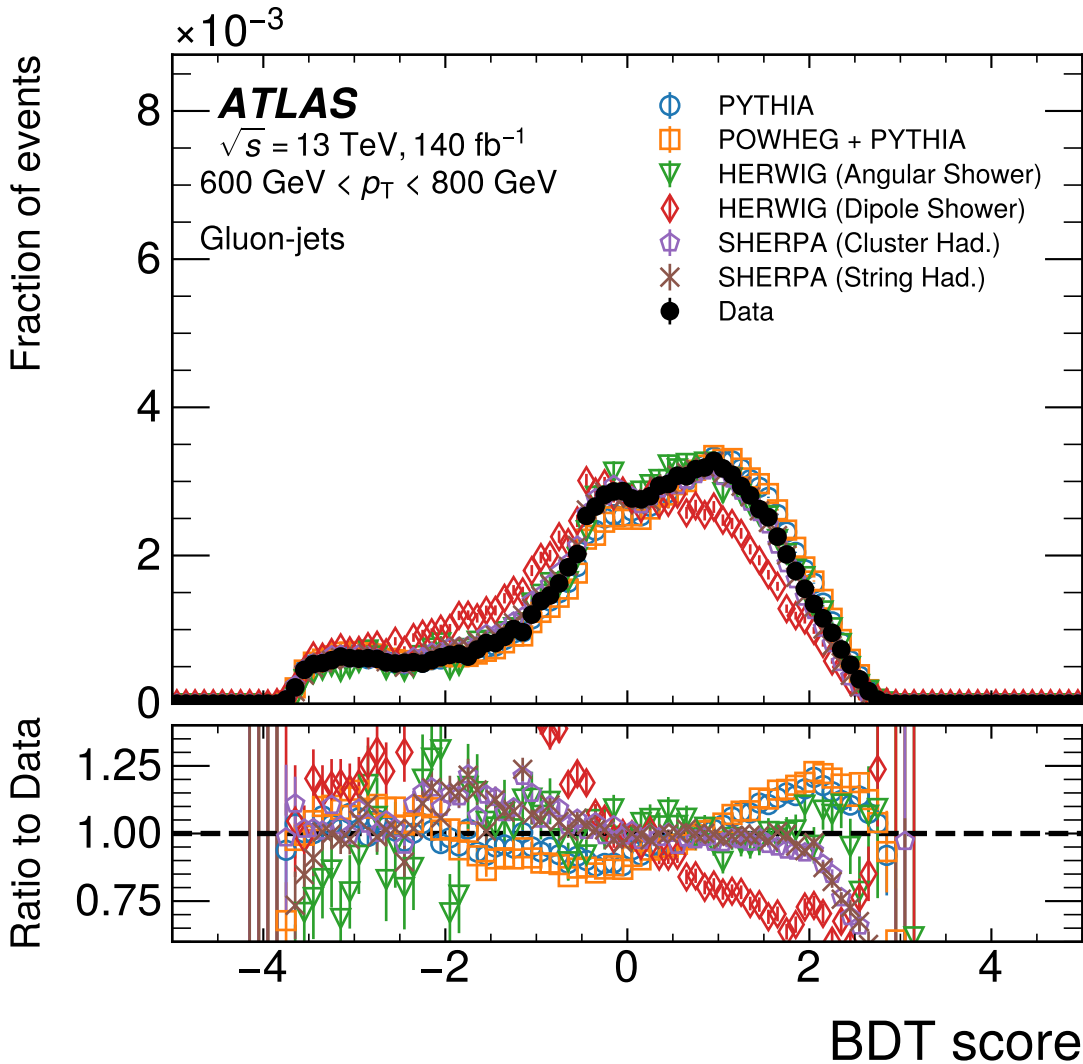 ×10⁻³
Fraction of events
8
6
4
2
0
ATLAS
√s = 13 TeV, 140 fb⁻¹
600 GeV < pT < 800 GeV
Gluon-jets
PYTHIA
POWHEG + PYTHIA
HERWIG (Angular Shower)
HERWIG (Dipole Shower)
SHERPA (Cluster Had.)
SHERPA (String Had.)
Data
Ratio to Data
1.25
1.00
0.75
−4 −2 0 2 4
BDT score